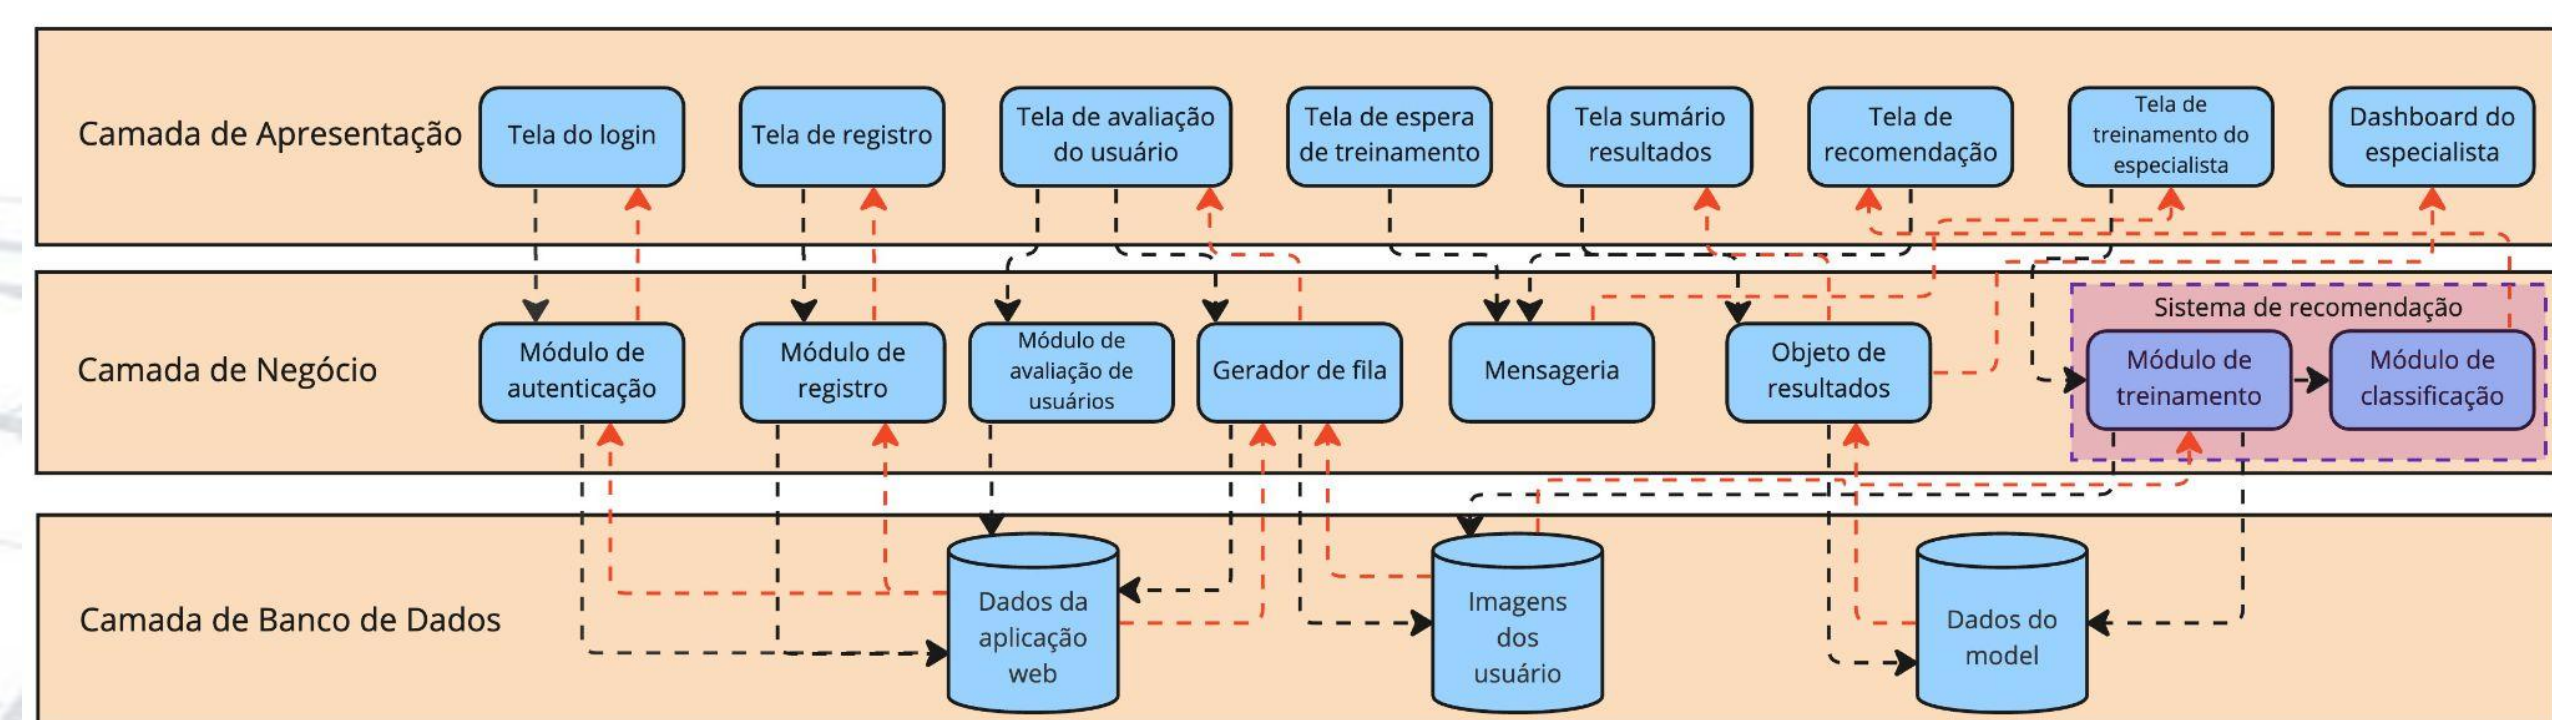 Camada de Apresentação
Tela do login
Tela de registro
Tela de avaliação
do usuário
Tela de espera
de treinamento
Tela sumário
resultados
Tela de
recomendação
Tela de
treinamento do
especialista
Dashboard do
especialista
Camada de Negócio
Módulo de
autenticação
Módulo de
registro
Módulo de
avaliação de
usuários
Gerador de fila
Mensageria
Objeto de
resultados
Sistema de recomendação
Módulo de
treinamento
Módulo de
classificação
Camada de Banco de Dados
Dados da
aplicação
web
Imagens
dos
usuário
Dados do
model